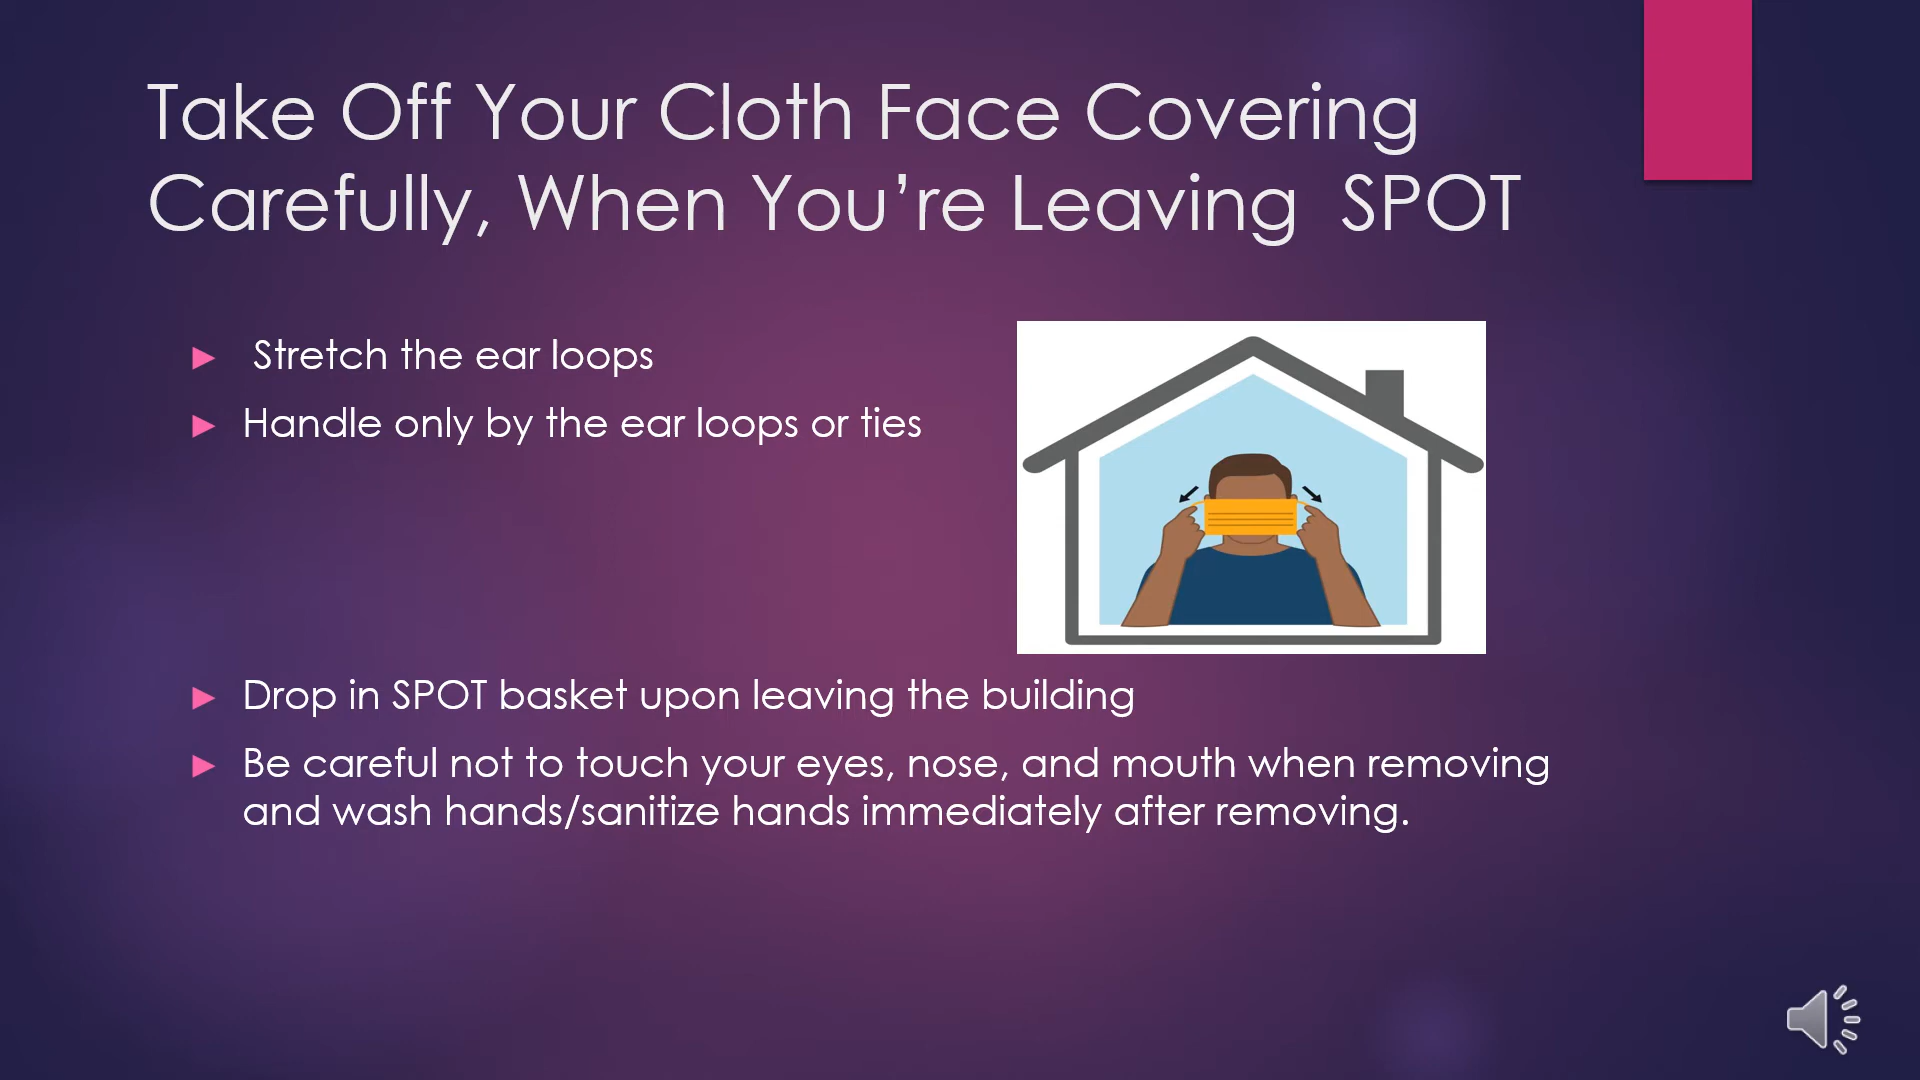 Take Off Your Cloth Face Covering
Carefully, When You’re Leaving  SPOT
Stretch the ear loops
Handle only by the ear loops or ties
Drop in SPOT basket upon leaving the building
Be careful not to touch your eyes, nose, and mouth when removing
and wash hands/sanitize hands immediately after removing.